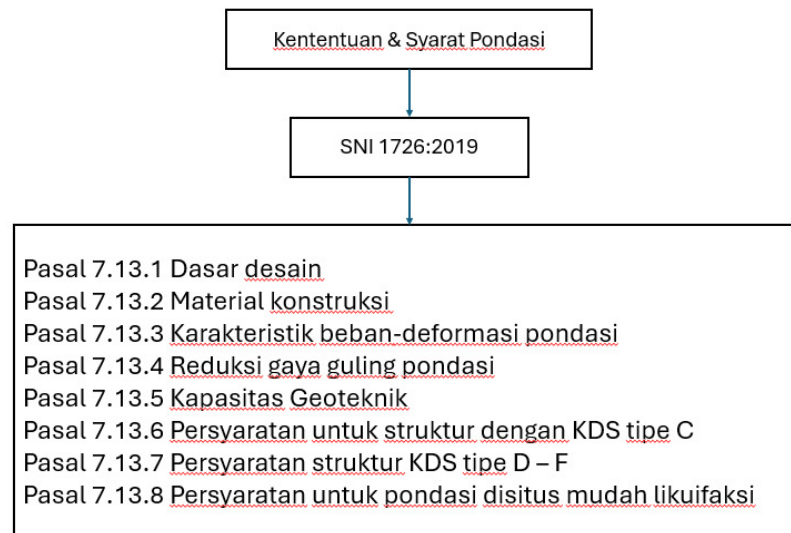 Kententuan & Syarat Pondasi
SNI 1726:2019
Pasal 7.13.1 Dasar desain
Pasal 7.13.2 Material konstruksi
Pasal 7.13.3 Karakteristik beban-deformasi pondasi
Pasal 7.13.4 Reduksi gaya guling pondasi
Pasal 7.13.5 Kapasitas Geoteknik
Pasal 7.13.6 Persyaratan untuk struktur dengan KDS tipe C
Pasal 7.13.7 Persyaratan struktur KDS tipe D – F
Pasal 7.13.8 Persyaratan untuk pondasi disitus mudah likuifaksi